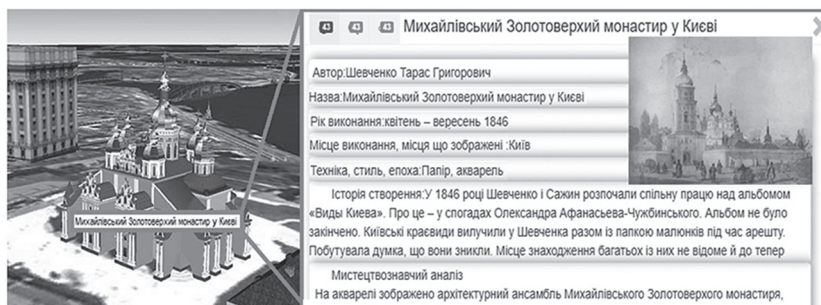 43 43 43 Михайлівський Золотоверхий монастир у Києві
Автор:Шевченко Тарас Григорович
Назва:Михайлівський Золотоверхий монастир у Києві
Рік виконання:квітень – вересень 1846
Місце виконання, місця що зображені :Київ
Техніка, стиль, епоха:Папір, акварель
Історія створення:У 1846 році Шевченко і Сажин розпочали спільну працю над альбомом
«Виды Киева». Про це – у спогадах Олександра Афанасьева-Чужбинського. Альбом не було
закінчено. Київські краєвиди вилучили у Шевченка разом із папкою малюнків під час арешту.
Побутувала думка, що вони зникли. Місце знаходження багатьох із них не відоме й до тепер
Мистецтвознавчий аналіз
На акварелі зображено архітектурний ансамбль Михайлівського Золотоверхого монастиря,
Михайлівський Золотоверхий монастир у Києві